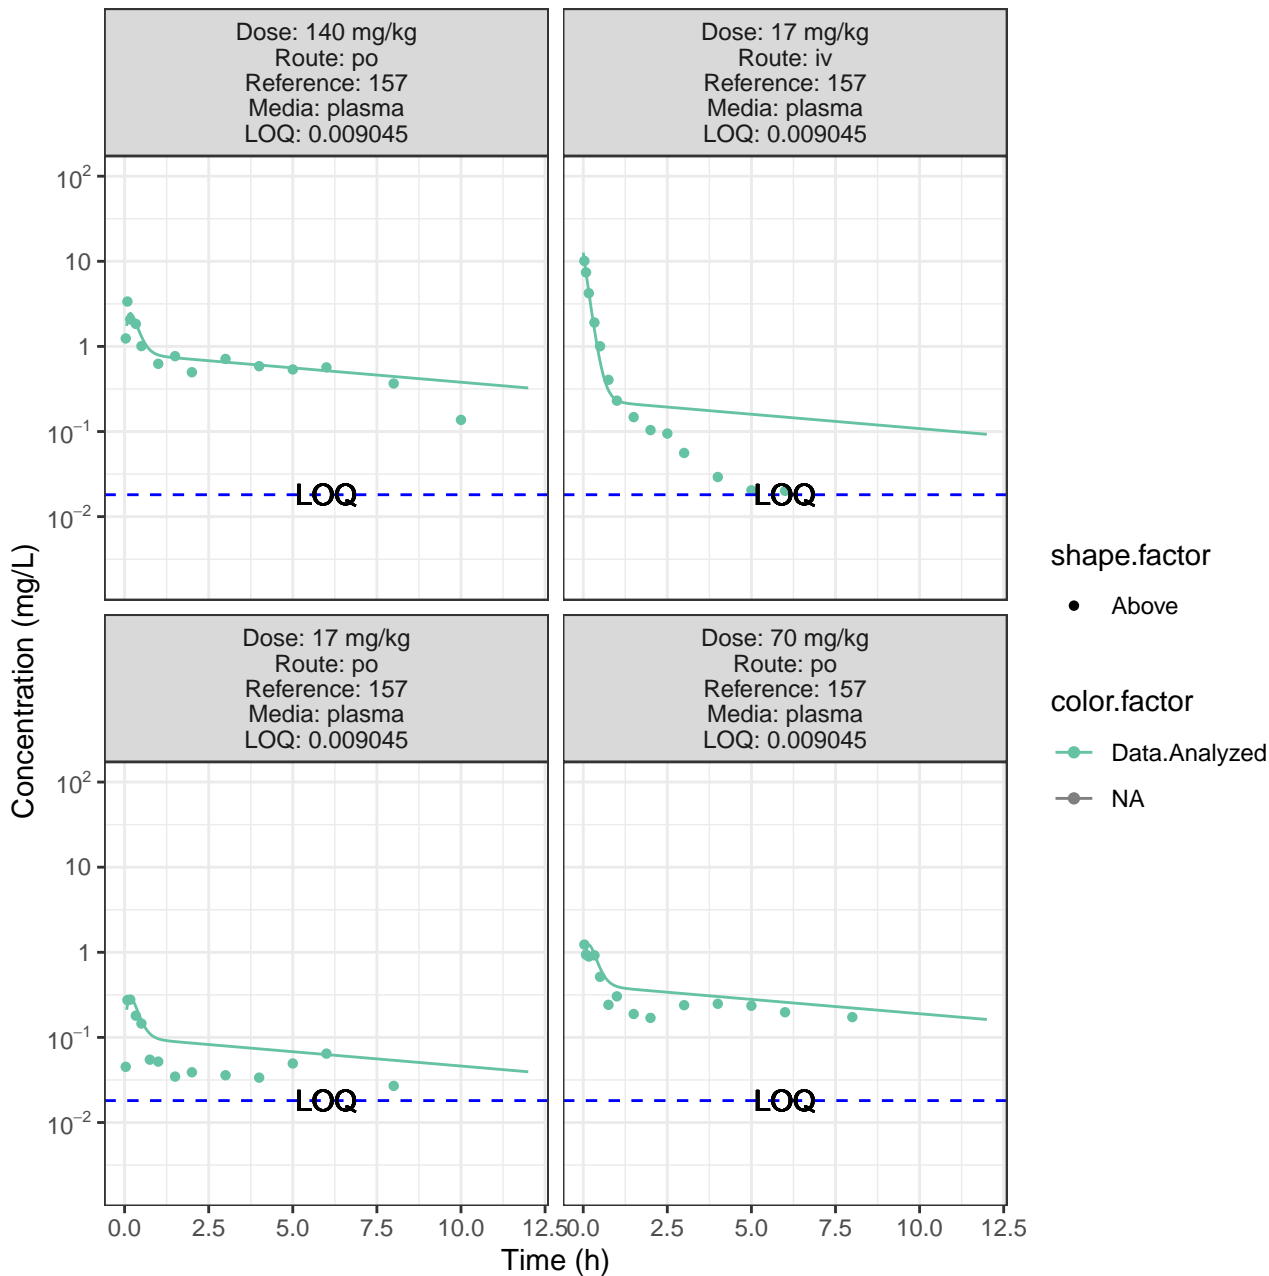 Dose: 140 mg/kg
Route: po
Reference: 157
Media: plasma
LOQ: 0.009045
Dose: 17 mg/kg
Route: iv
Reference: 157
Media: plasma
LOQ: 0.009045
10²
10
1
10⁻¹
10⁻²
LOQ
LOQ
Dose: 17 mg/kg
Route: po
Reference: 157
Media: plasma
LOQ: 0.009045
Dose: 70 mg/kg
Route: po
Reference: 157
Media: plasma
LOQ: 0.009045
10²
10
1
10⁻¹
10⁻²
LOQ
LOQ
0.0 2.5 5.0 7.5 10.0 12.5
0.0 2.5 5.0 7.5 10.0 12.5
Time (h)
Concentration (mg/L)
shape.factor
Above
color.factor
Data.Analyzed
NA